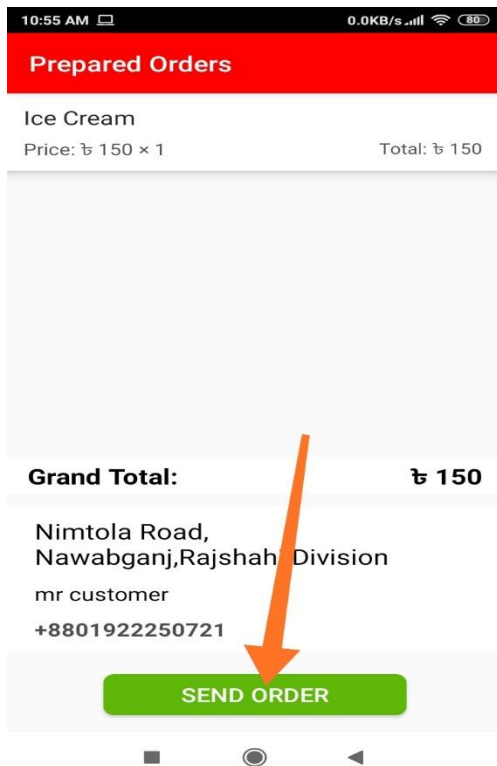 10:55 AM 0.0KB/s 80
Prepared Orders
Ice Cream
Price: ৳ 150 × 1 Total: ৳ 150
Grand Total: ৳ 150
Nimtola Road,
Nawabganj,Rajshahi Division
mr customer
+8801922250721
SEND ORDER